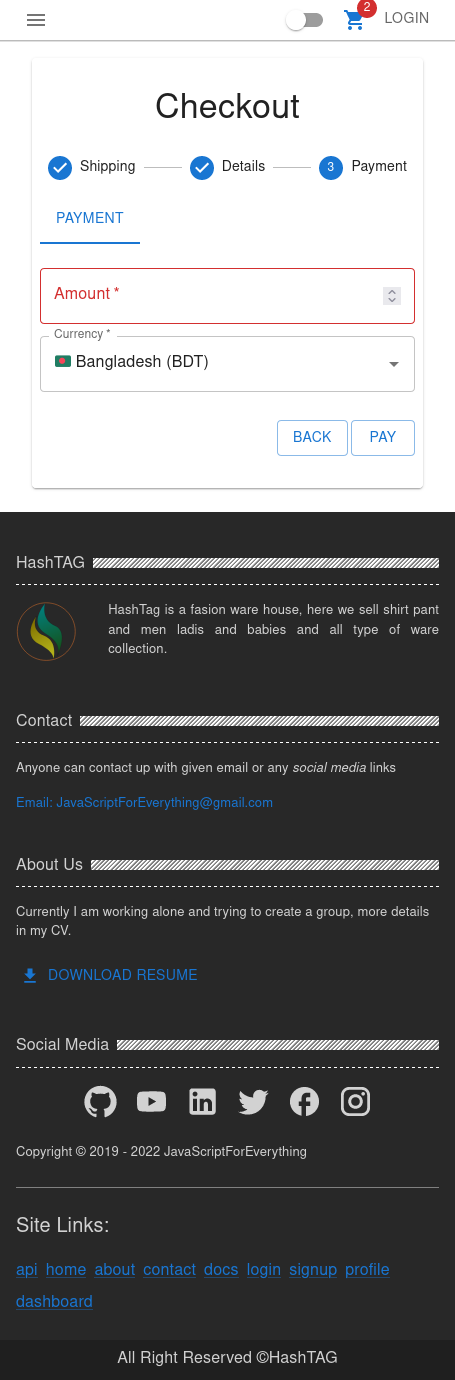 2
LOGIN
Checkout
Shipping
Details
3
Payment
PAYMENT
Amount *
Currency *
Bangladesh (BDT)
BACK
PAY
HashTAG
HashTag is a fasion ware house, here we sell shirt pant
and men ladis and babies and all type of ware
collection.
Contact
Anyone can contact up with given email or any social media links
Email: JavaScriptForEverything@gmail.com
About Us
Currently I am working alone and trying to create a group, more details
in my CV.
DOWNLOAD RESUME
Social Media
Copyright © 2019 - 2022 JavaScriptForEverything
Site Links:
api home about contact docs login signup profile
dashboard
All Right Reserved ©HashTAG